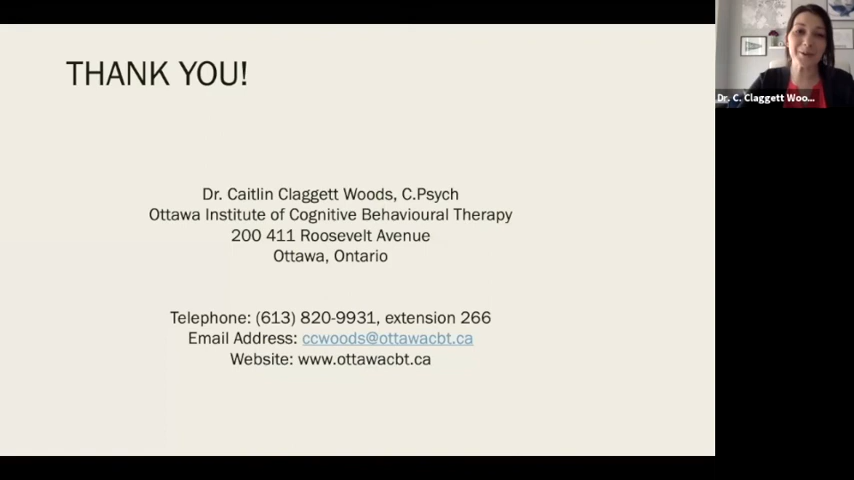 THANK YOU!
Dr. Caitlin Claggett Woods, C.Psych
Ottawa Institute of Cognitive Behavioural Therapy
200 411 Roosevelt Avenue
Ottawa, Ontario
Telephone: (613) 820-9931, extension 266
Email Address: ccwoods@ottawacbt.ca
Website: www.ottawacbt.ca
Dr. C. Claggett Woo...